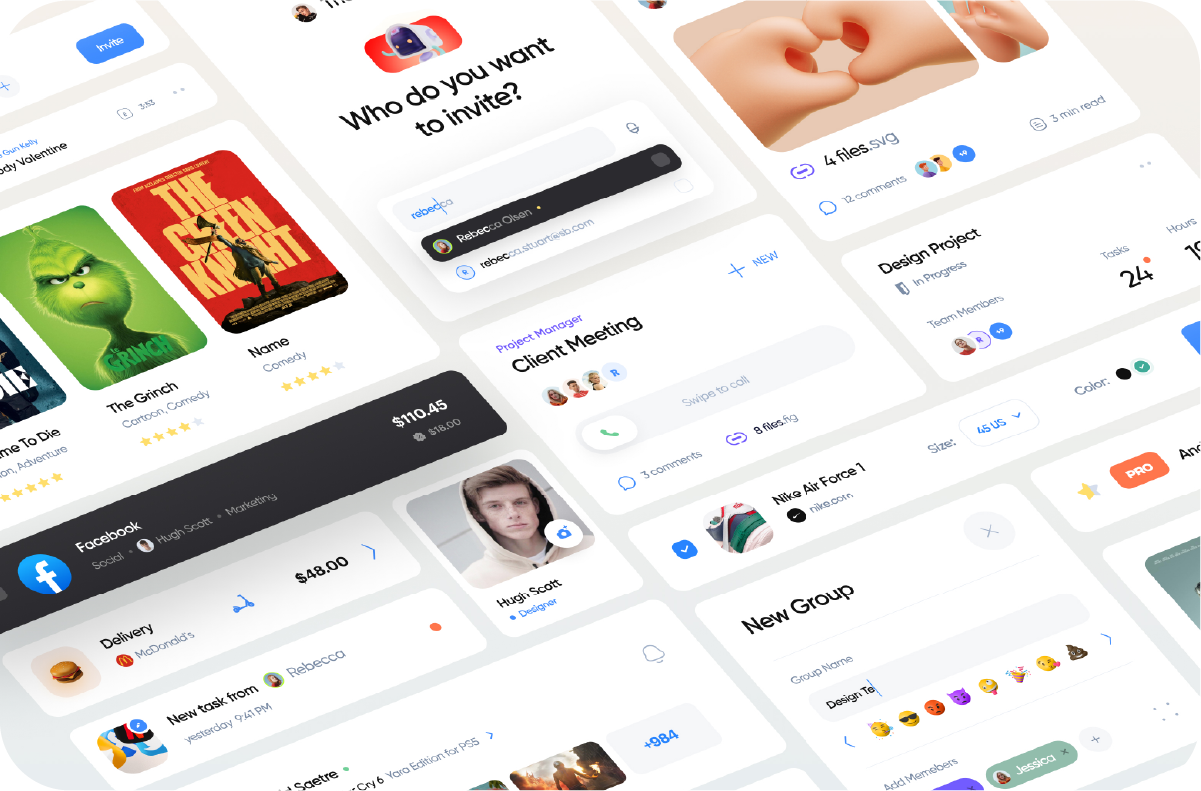 Invite
3:53
Gun Kelly
ody Valentine
THE
GREEN
KNIGHT
GRINCH
DIE
me To Die
on, Adventure
The Grinch
Cartoon, Comedy
Name
Comedy
Who do you want
to invite?
rebecca
Rebecca Olsen
R
rebecca.stuart@sb.com
4 files.svg
3 min read
12 comments
+9
Design Project
In Progress
Team Members
R
+9
Tasks
24
Hours
NEW
Project Manager
Client Meeting
R
Swipe to call
3 comments
8 files.fig
$110.45
$18.00
Facebook
Social • Hugh Scott • Marketing
Delivery
McDonald's
$48.00
Hugh Scott
Designer
New task from Rebecca
yesterday 9:41 PM
Saetre
Cry 6 Yara Edition for PS5
+984
Nike Air Force 1
nike.com
Size:
45 US
Color:
PRO
New Group
Group Name
Design Te
Add Memebers
Jessica